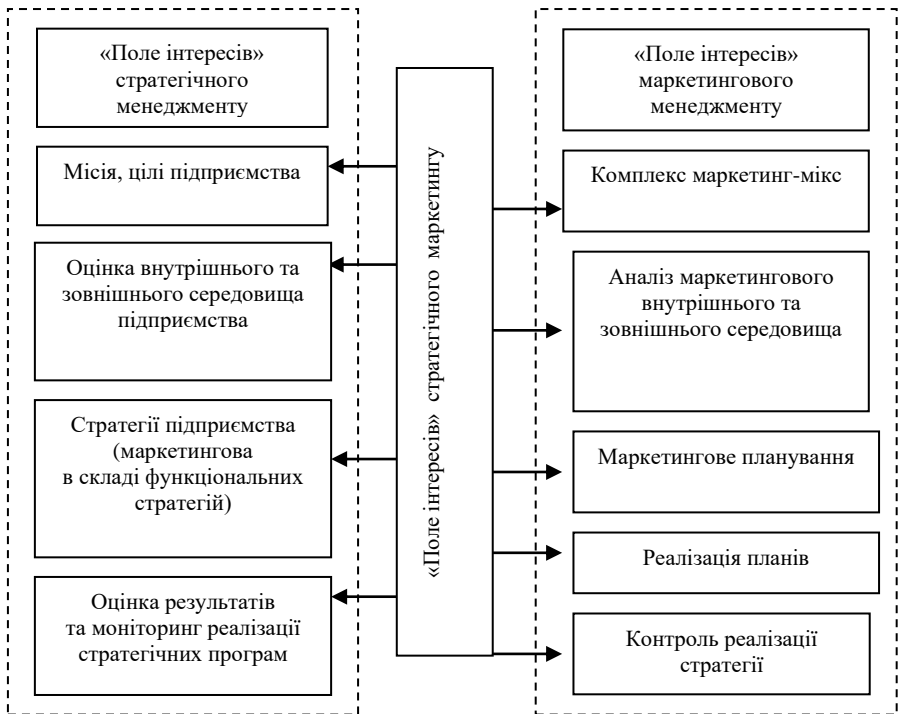 «Поле інтересів»
стратегічного
менеджменту
Місія, цілі підприємства
Оцінка внутрішнього та
зовнішнього середовища
підприємства
Стратегії підприємства
(маркетингова
в складі функціональних
стратегій)
Оцінка результатів
та моніторинг реалізації
стратегічних програм
«Поле інтересів» стратегічного маркетингу
«Поле інтересів»
маркетингового
менеджменту
Комплекс маркетинг-мікс
Аналіз маркетингового
внутрішнього та
зовнішнього середовища
Маркетингове планування
Реалізація планів
Контроль реалізації
стратегії